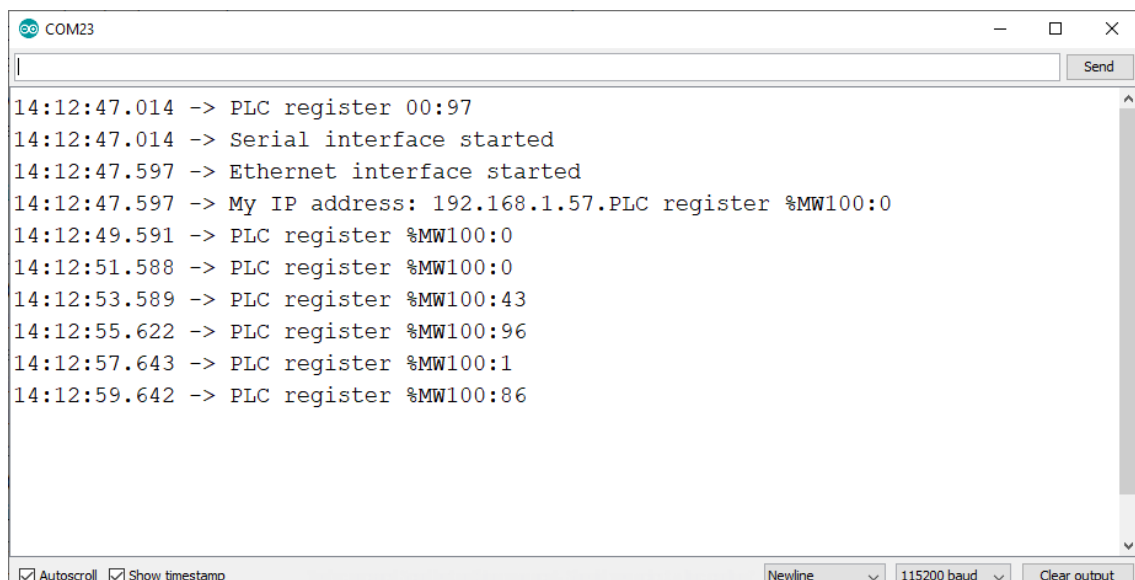 COM23
Send
14:12:47.014 -> PLC register 00:97
14:12:47.014 -> Serial interface started
14:12:47.597 -> Ethernet interface started
14:12:47.597 -> My IP address: 192.168.1.57.PLC register %MW100:0
14:12:49.591 -> PLC register %MW100:0
14:12:51.588 -> PLC register %MW100:0
14:12:53.589 -> PLC register %MW100:43
14:12:55.622 -> PLC register %MW100:96
14:12:57.643 -> PLC register %MW100:1
14:12:59.642 -> PLC register %MW100:86
Autoscroll Show timestamp Newline 115200 baud Clear output